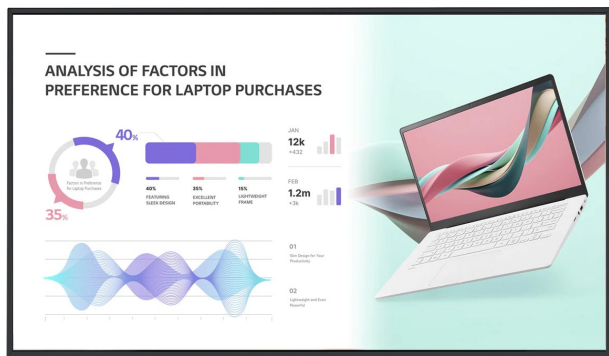 ANALYSIS OF FACTORS IN
PREFERENCE FOR LAPTOP PURCHASES
40%
Factors in Preference
for Laptop Purchases
35%
40%
FEATURING
SLEEK DESIGN
35%
EXCELLENT
PORTABILITY
15%
LIGHTWEIGHT
FRAME
JAN
12k
+432
FEB
1.2m
+3k
01
Slim Design for Your
Productivity
02
Lightweight and Even
Powerful